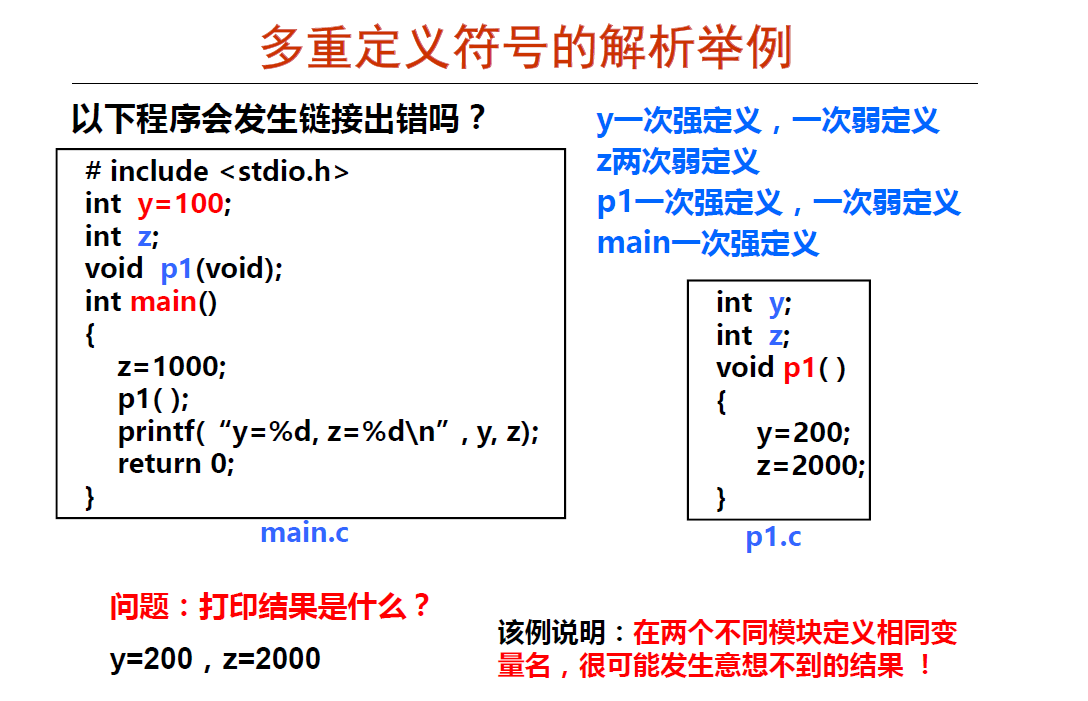 多重定义符号的解析举例
以下程序会发生链接出错吗？
# include <stdio.h>
int y=100;
int z;
void p1(void);
int main()
{
z=1000;
p1( );
printf( “y=%d, z=%d\n” , y, z);
return 0;
}
main.c
y一次强定义，一次弱定义
z两次弱定义
p1一次强定义，一次弱定义
main一次强定义
int y;
int z;
void p1( )
{
y=200;
z=2000;
}
p1.c
问题：打印结果是什么？
y=200，z=2000
该例说明：在两个不同模块定义相同变
量名，很可能发生意想不到的结果 ！